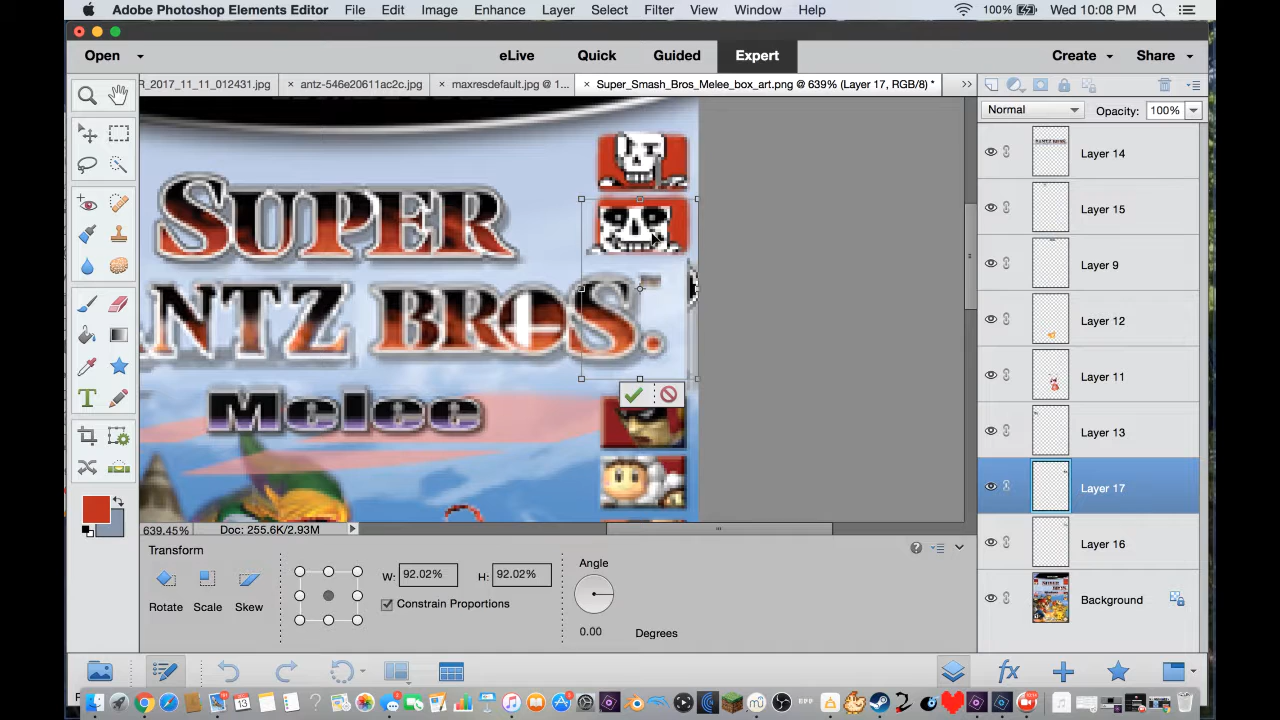 Adobe Photoshop Elements Editor File Edit Image Enhance Layer Select Filter View Window Help 100% Wed 10:08 PM
Open eLive Quick Guided Expert Create Share
R_2017_11_11_012431.jpg × antz-546e20611ac2c.jpg × maxresdefault.jpg @ 1... × Super_Smash_Bros_Melee_box_art.png @ 639% (Layer 17, RGB/8) * »
Normal Opacity: 100%
Layer 14
Layer 15
Layer 9
Layer 12
Layer 11
Layer 13
Layer 17
Layer 16
Background
SUPER
ANTZ BROS.
Melee
639.45% Doc: 255.6K/2.93M
Transform
Rotate Scale Skew
W: 92.02% H: 92.02%
Constrain Proportions
Angle
0.00 Degrees